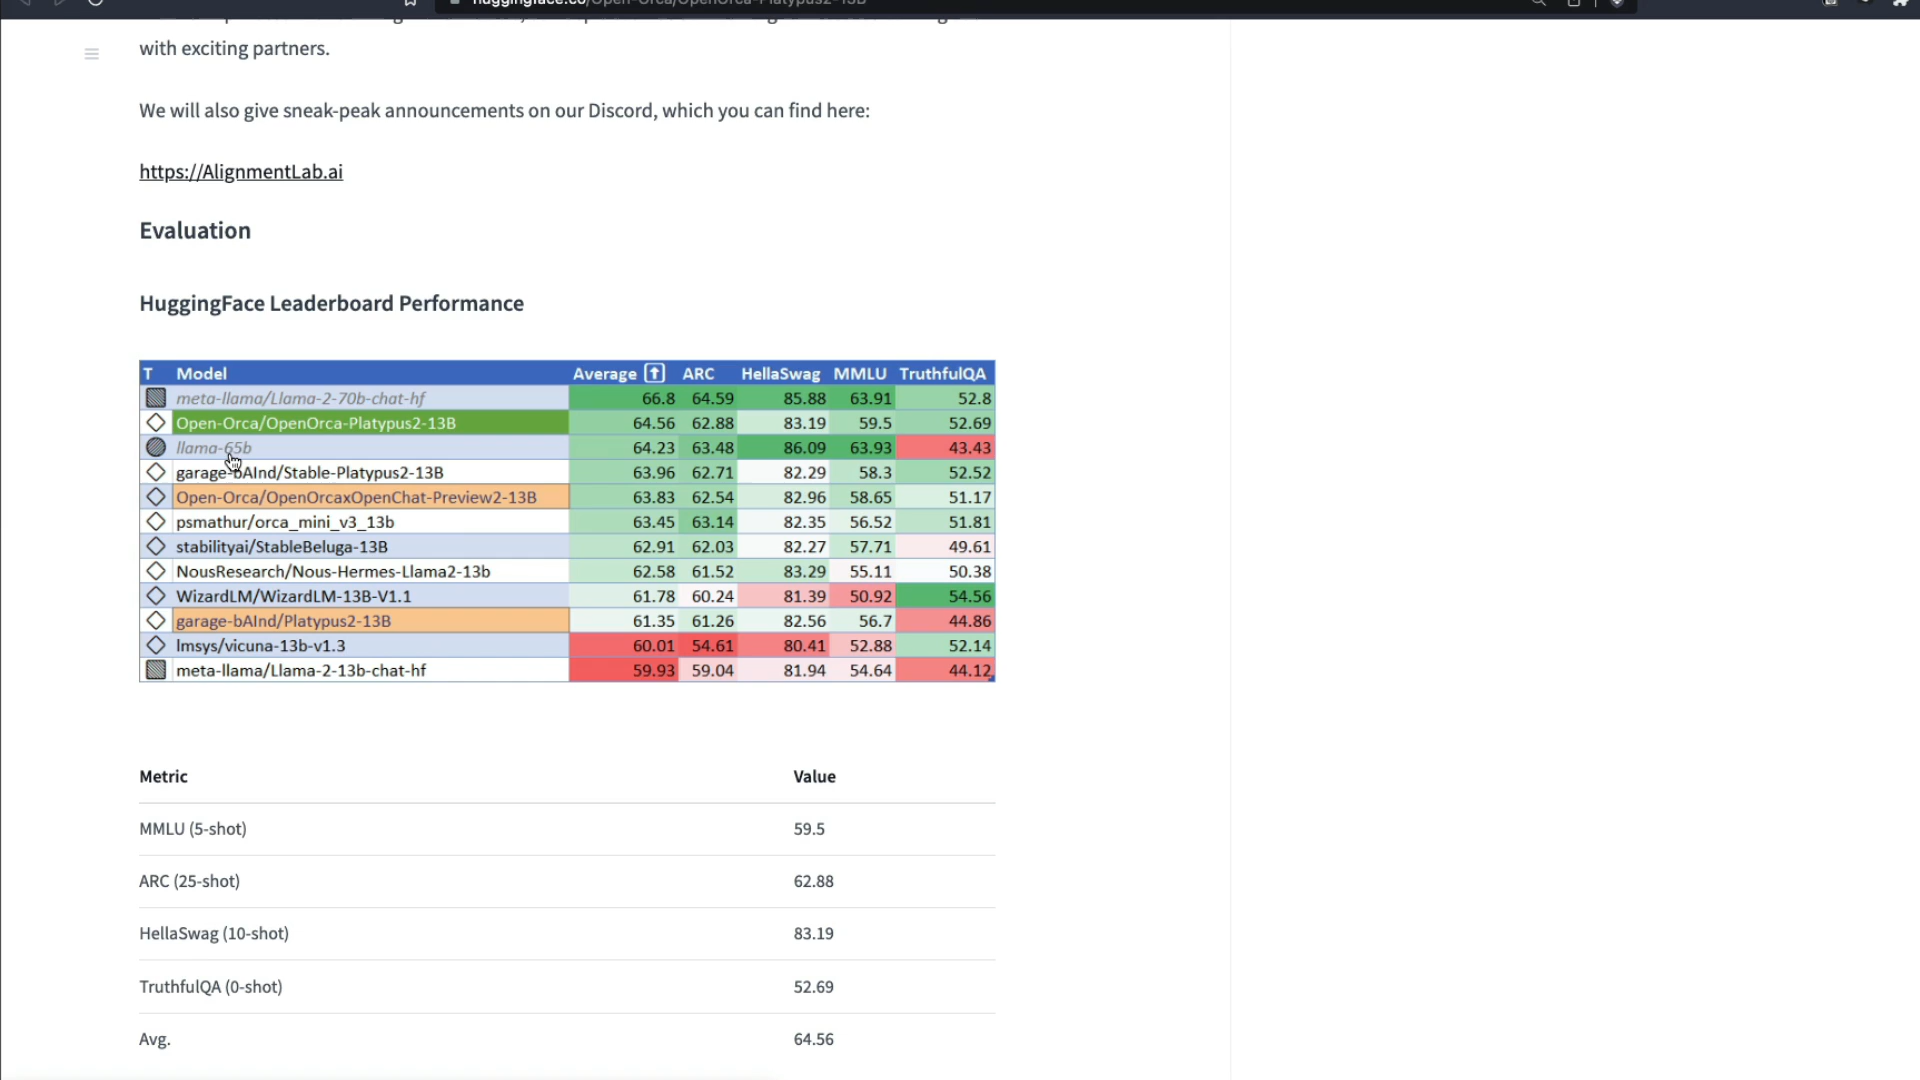 huggingface.co/Open-Orca/OpenOrca-Platypus2-13B
with exciting partners.
We will also give sneak-peak announcements on our Discord, which you can find here:
https://AlignmentLab.ai
Evaluation
HuggingFace Leaderboard Performance
T Model Average ARC HellaSwag MMLU TruthfulQA
meta-llama/Llama-2-70b-chat-hf 66.8 64.59 85.88 63.91 52.8
Open-Orca/OpenOrca-Platypus2-13B 64.56 62.88 83.19 59.5 52.69
llama-65b 64.23 63.48 86.09 63.93 43.43
garage-bAInd/Stable-Platypus2-13B 63.96 62.71 82.29 58.3 52.52
Open-Orca/OpenOrcaxOpenChat-Preview2-13B 63.83 62.54 82.96 58.65 51.17
psmathur/orca_mini_v3_13b 63.45 63.14 82.35 56.52 51.81
stabilityai/StableBeluga-13B 62.91 62.03 82.27 57.71 49.61
NousResearch/Nous-Hermes-Llama2-13b 62.58 61.52 83.29 55.11 50.38
WizardLM/WizardLM-13B-V1.1 61.78 60.24 81.39 50.92 54.56
garage-bAInd/Platypus2-13B 61.35 61.26 82.56 56.7 44.86
lmsys/vicuna-13b-v1.3 60.01 54.61 80.41 52.88 52.14
meta-llama/Llama-2-13b-chat-hf 59.93 59.04 81.94 54.64 44.12
Metric Value
MMLU (5-shot) 59.5
ARC (25-shot) 62.88
HellaSwag (10-shot) 83.19
TruthfulQA (0-shot) 52.69
Avg. 64.56